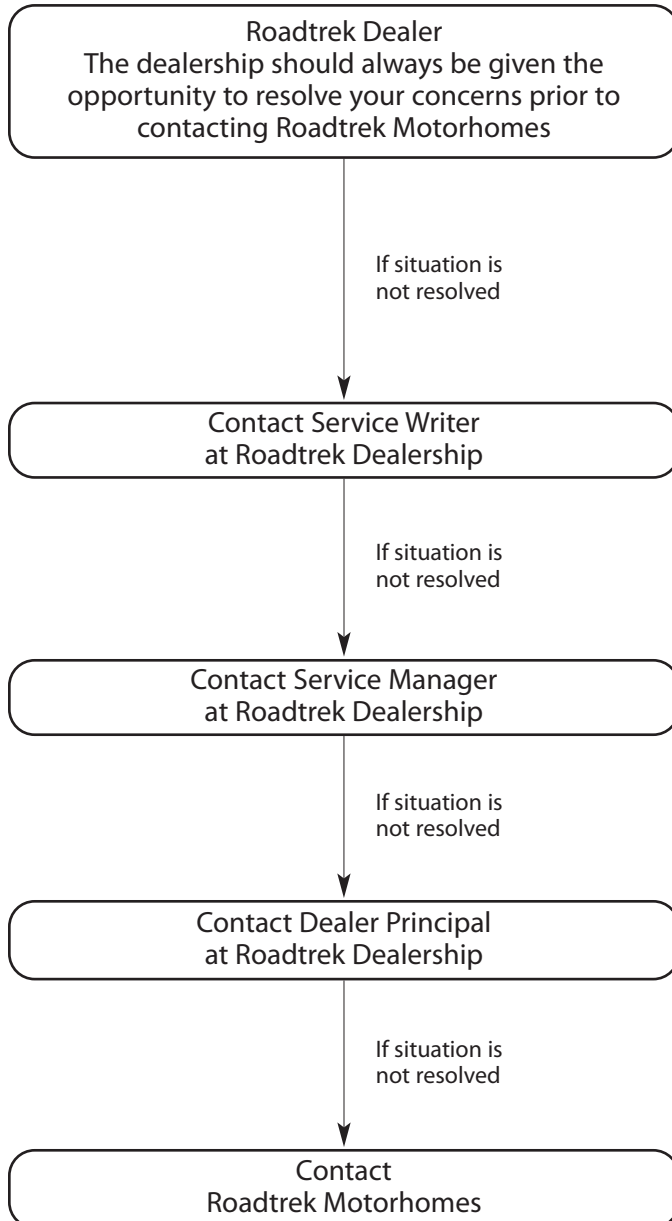 Roadtrek Dealer
The dealership should always be given the
opportunity to resolve your concerns prior to
contacting Roadtrek Motorhomes
If situation is
not resolved
Contact Service Writer
at Roadtrek Dealership
If situation is
not resolved
Contact Service Manager
at Roadtrek Dealership
If situation is
not resolved
Contact Dealer Principal
at Roadtrek Dealership
If situation is
not resolved
Contact
Roadtrek Motorhomes